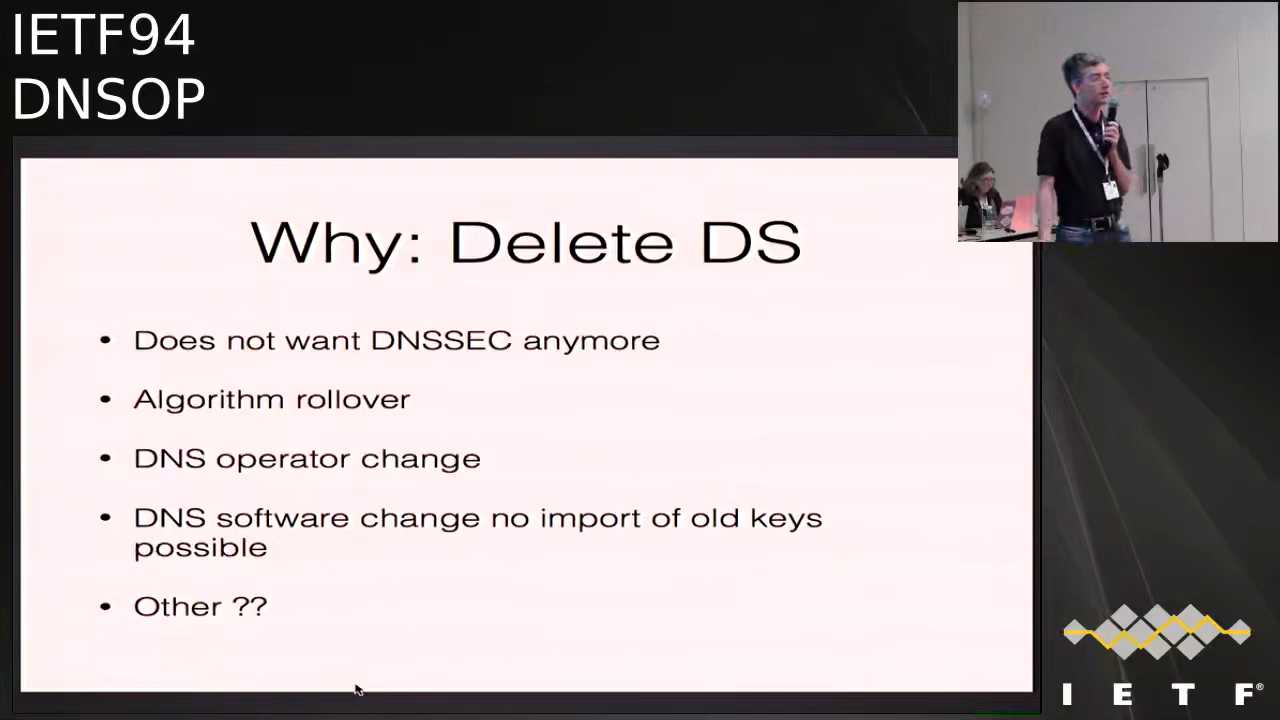 IETF94
DNSOP
Why: Delete DS
• Does not want DNSSEC anymore
• Algorithm rollover
• DNS operator change
• DNS software change no import of old keys
possible
• Other ??
I E T F®